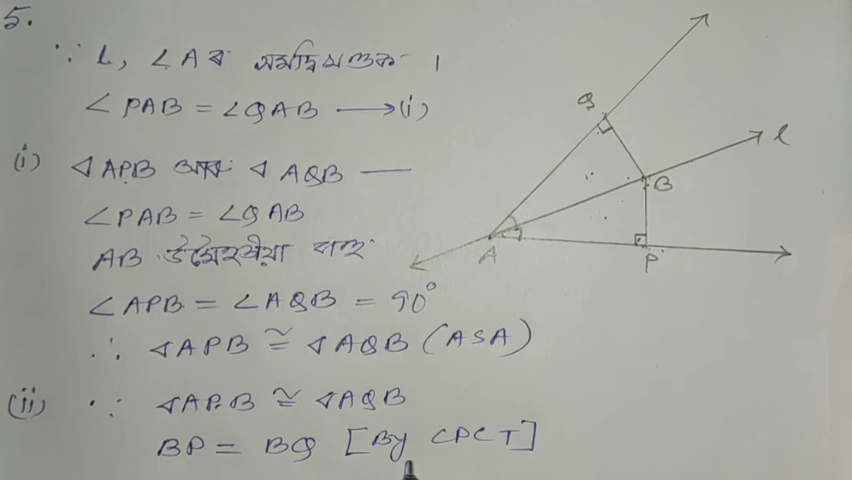 5.
∵ L, ∠A ৰ সমদ্বিখণ্ডক ।
∠PAB = ∠QAB ⟶ (i)
(i) △APB আৰু △AQB —
∠PAB = ∠QAB
AB উমৈহতীয়া বাহু
∠APB = ∠AQB = 90°
∴ △APB ≅ △AQB (ASA)
(ii) ∵ △APB ≅ △AQB
BP = BQ [By CPCT]
Q
l
B
A
P